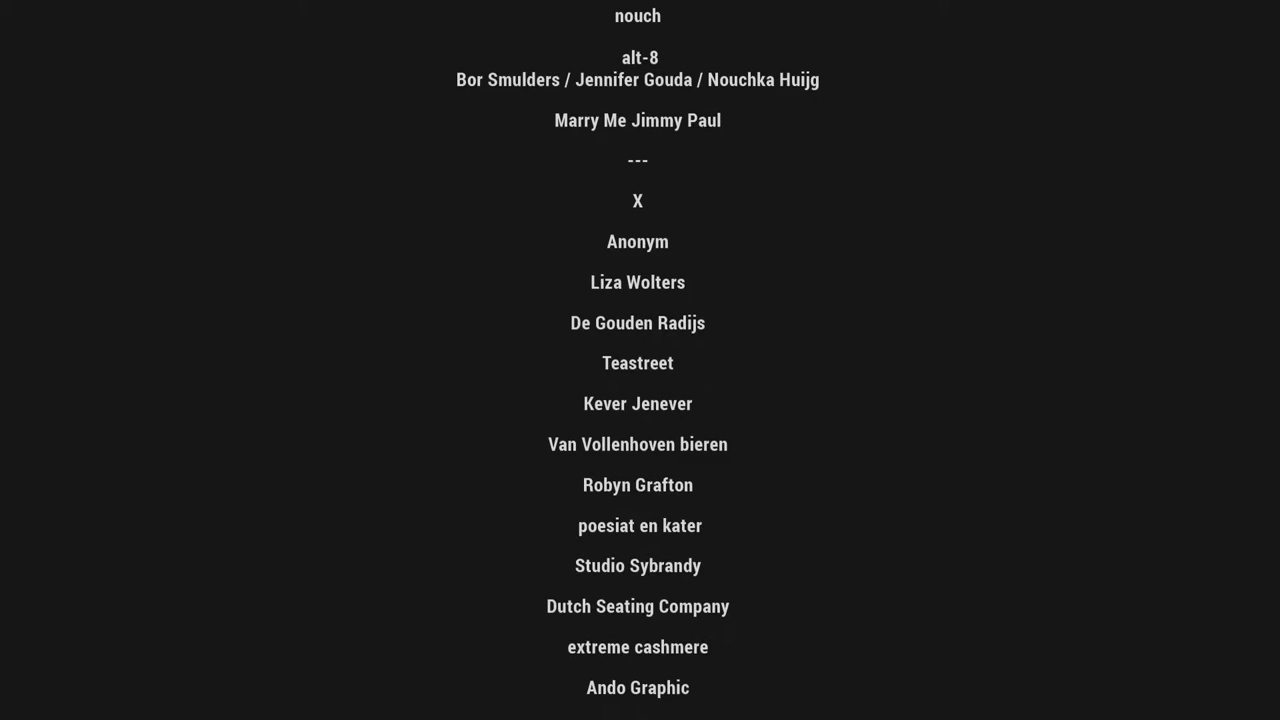 nouch
alt-8
Bor Smulders / Jennifer Gouda / Nouchka Huijg
Marry Me Jimmy Paul
---
X
Anonym
Liza Wolters
De Gouden Radijs
Teastreet
Kever Jenever
Van Vollenhoven bieren
Robyn Grafton
poesiat en kater
Studio Sybrandy
Dutch Seating Company
extreme cashmere
Ando Graphic